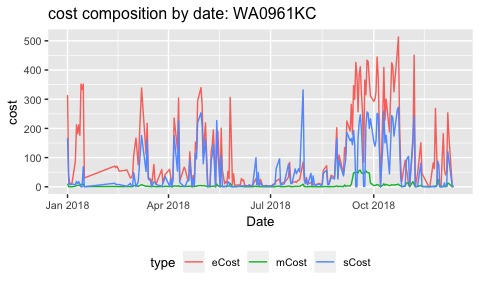 cost composition by date: WA0961KC
cost
500
400
300
200
100
0
Jan 2018 Apr 2018 Jul 2018 Oct 2018
Date
type eCost mCost sCost